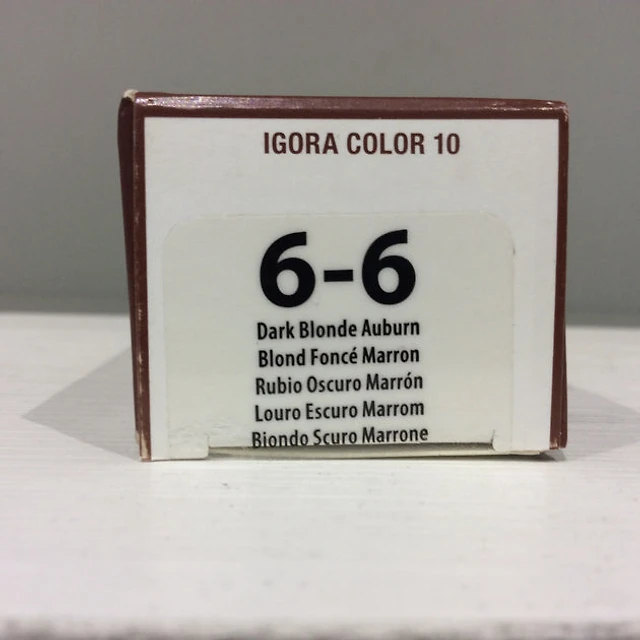 IGORA COLOR 10
6-6
Dark Blonde Auburn
Blond Foncé Marron
Rubio Oscuro Marrón
Louro Escuro Marrom
Biondo Scuro Marrone